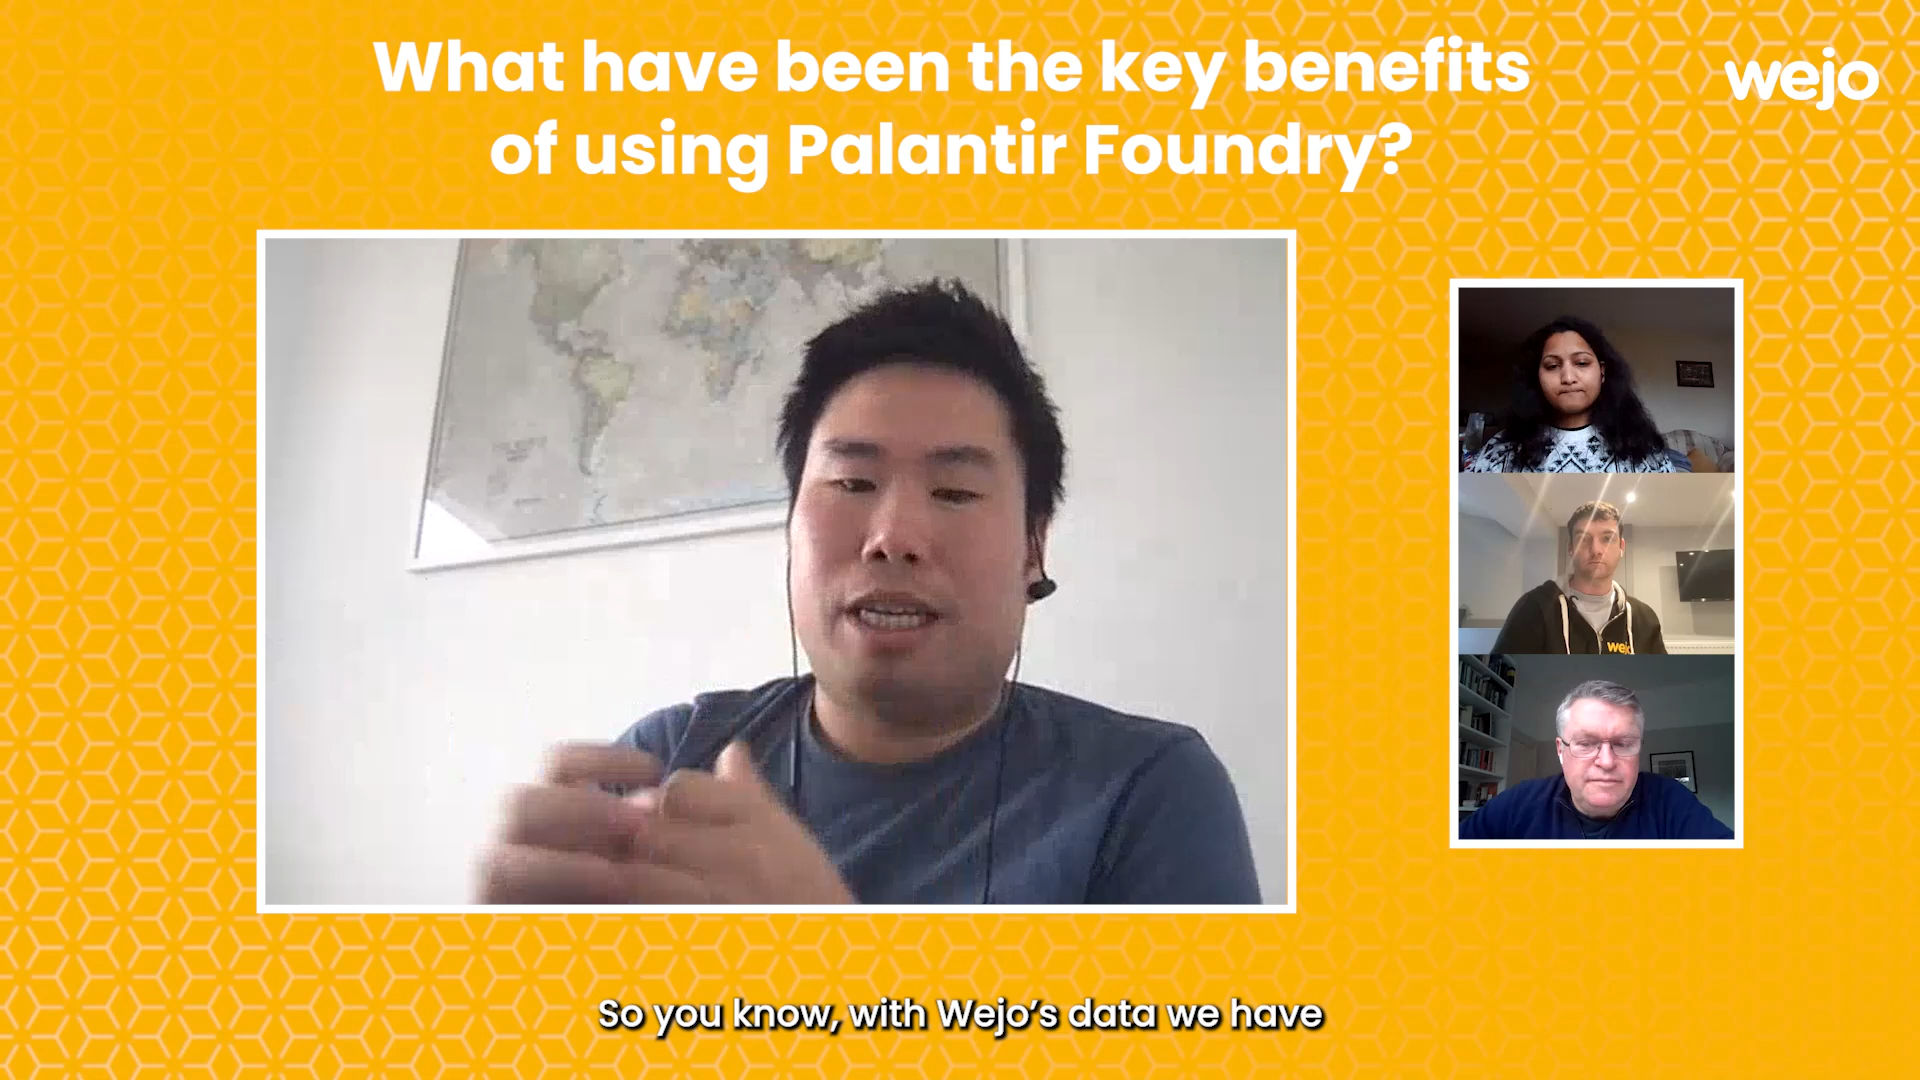 What have been the key benefits
of using Palantir Foundry?
wejo
wejo
So you know, with Wejo's data we have